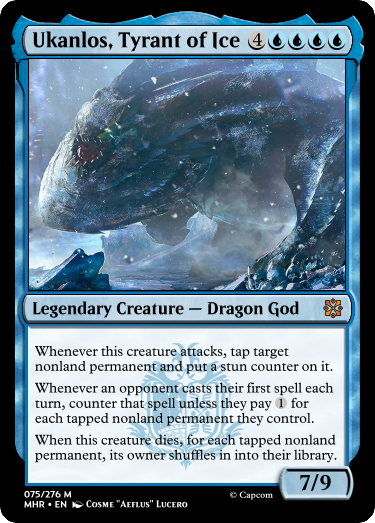 Ukanlos, Tyrant of Ice 4
Legendary Creature — Dragon God
Whenever this creature attacks, tap target
nonland permanent and put a stun counter on it.
Whenever an opponent casts their first spell each
turn, counter that spell unless they pay 1 for
each tapped nonland permanent they control.
When this creature dies, for each tapped nonland
permanent, its owner shuffles in into their library.
7/9
075/276 M
MHR • EN Cosme "Aeflus" Lucero
© Capcom